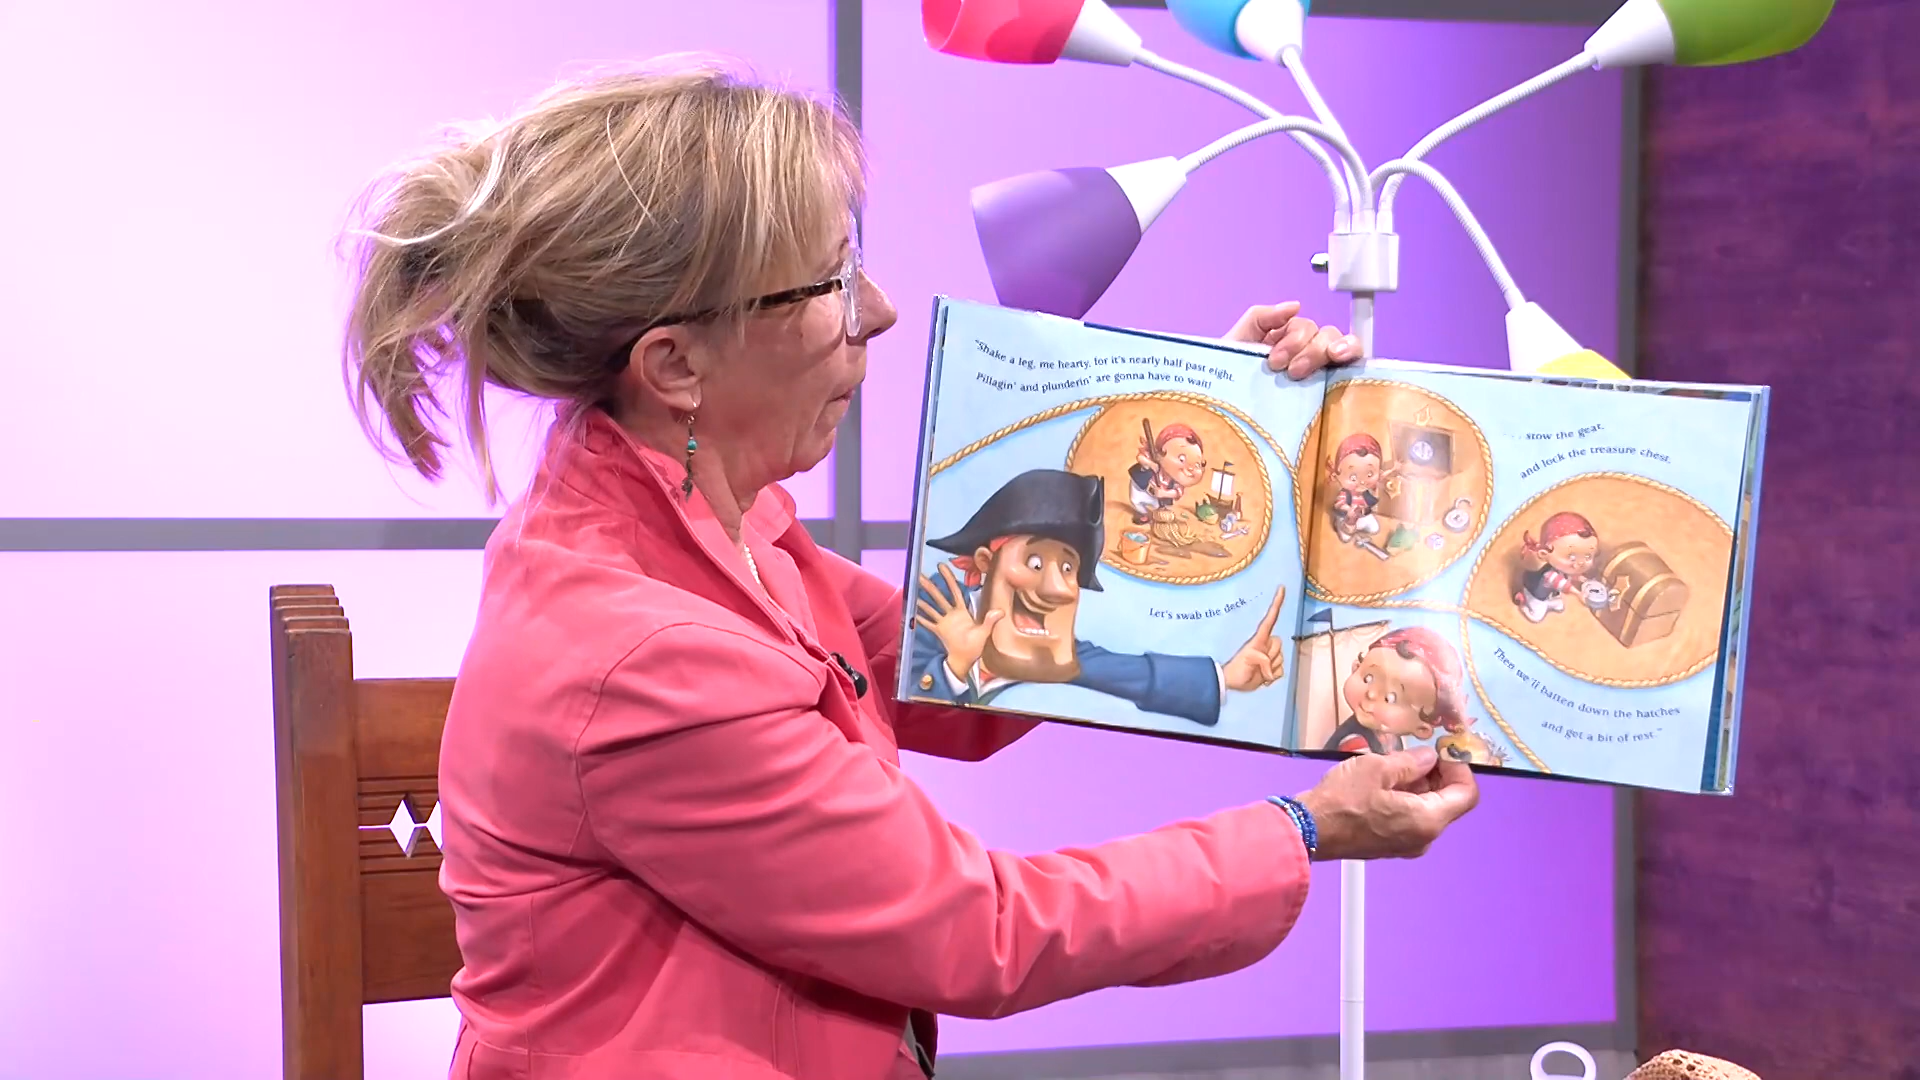 "Shake a leg, me hearty, for it's nearly half past eight.
Pillagin' and plunderin' are gonna have to wait!
Let's swab the deck . . .
. . . stow the gear,
and lock the treasure chest.
Then we'll batten down the hatches
and get a bit of rest."